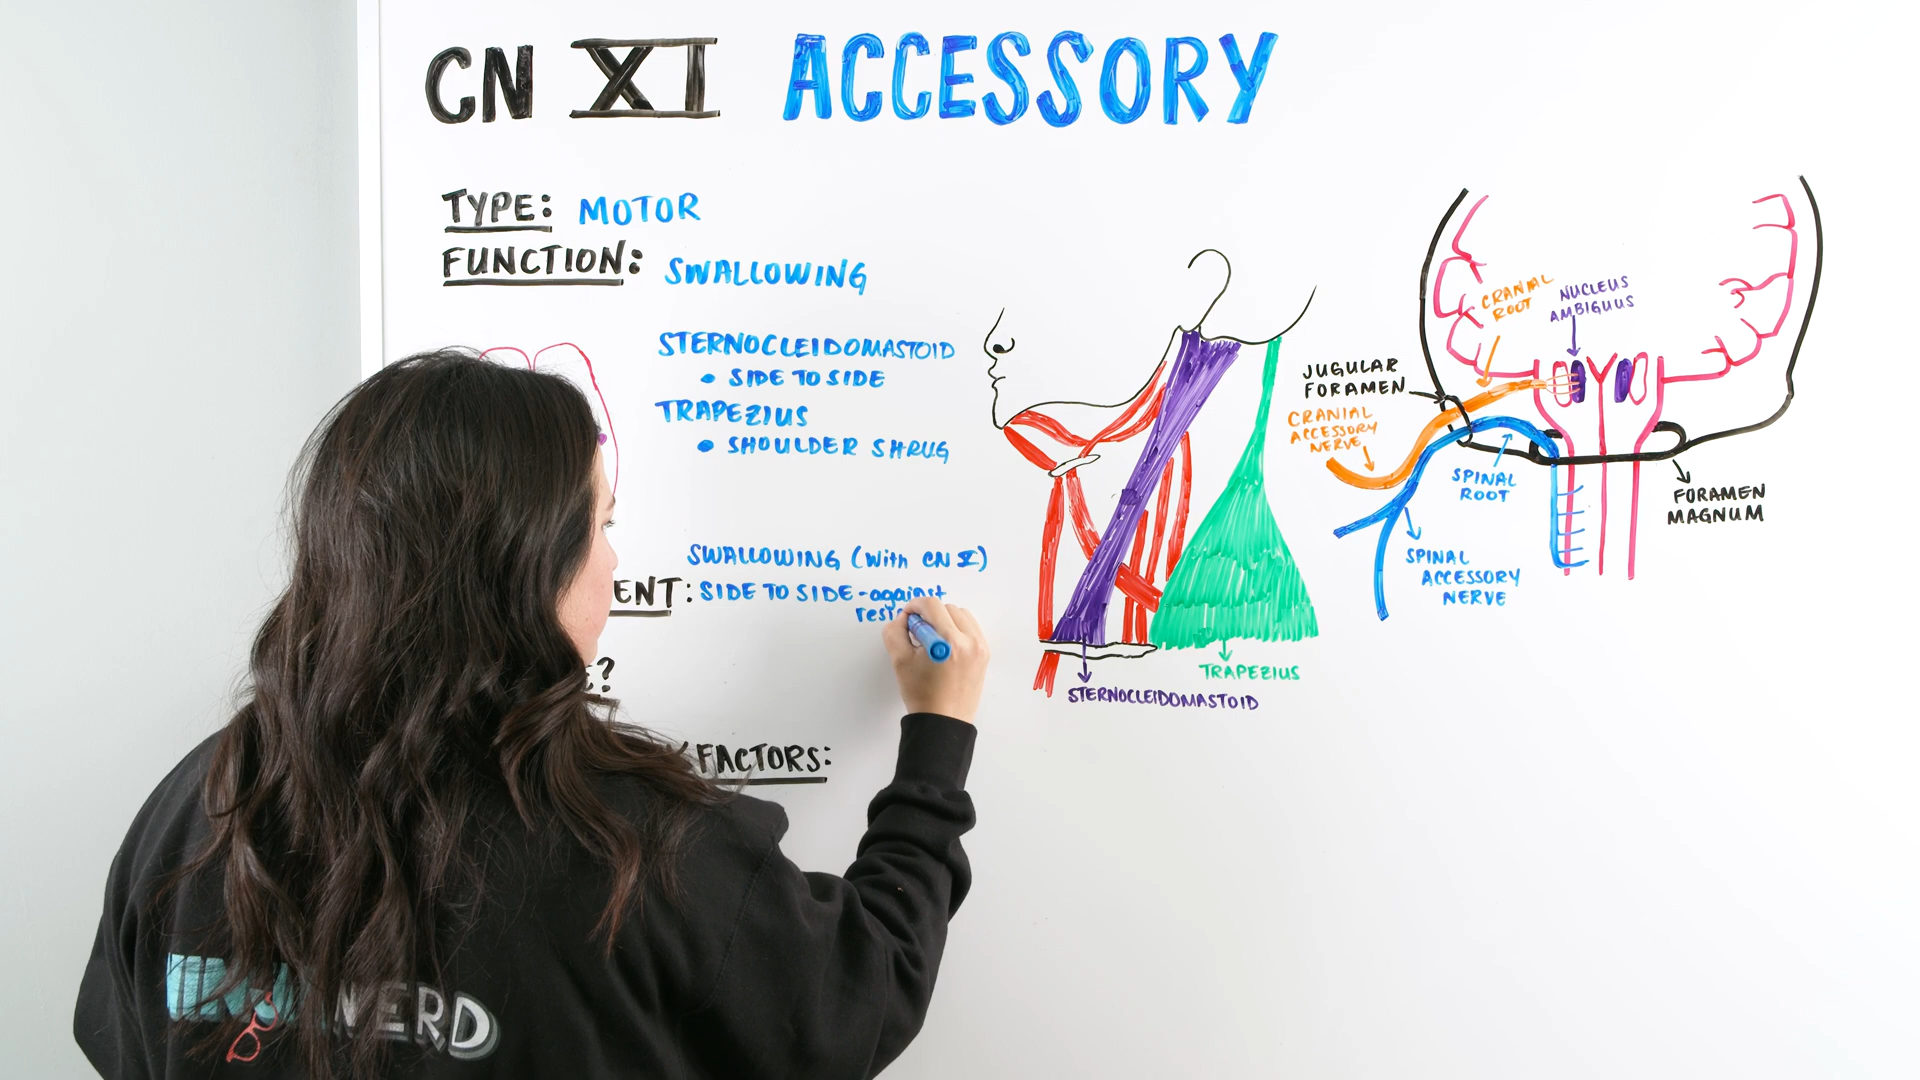 CN XI ACCESSORY
TYPE: MOTOR
FUNCTION: SWALLOWING
STERNOCLEIDOMASTOID
• SIDE TO SIDE
TRAPEZIUS
• SHOULDER SHRUG
SWALLOWING (With CN X)
ENT: SIDE TO SIDE - against
resi
?
FACTORS:
STERNOCLEIDOMASTOID
TRAPEZIUS
CRANIAL
ROOT
NUCLEUS
AMBIGUUS
JUGULAR
FORAMEN
CRANIAL
ACCESSORY
NERVE
SPINAL
ROOT
SPINAL
ACCESSORY
NERVE
FORAMEN
MAGNUM
NERD